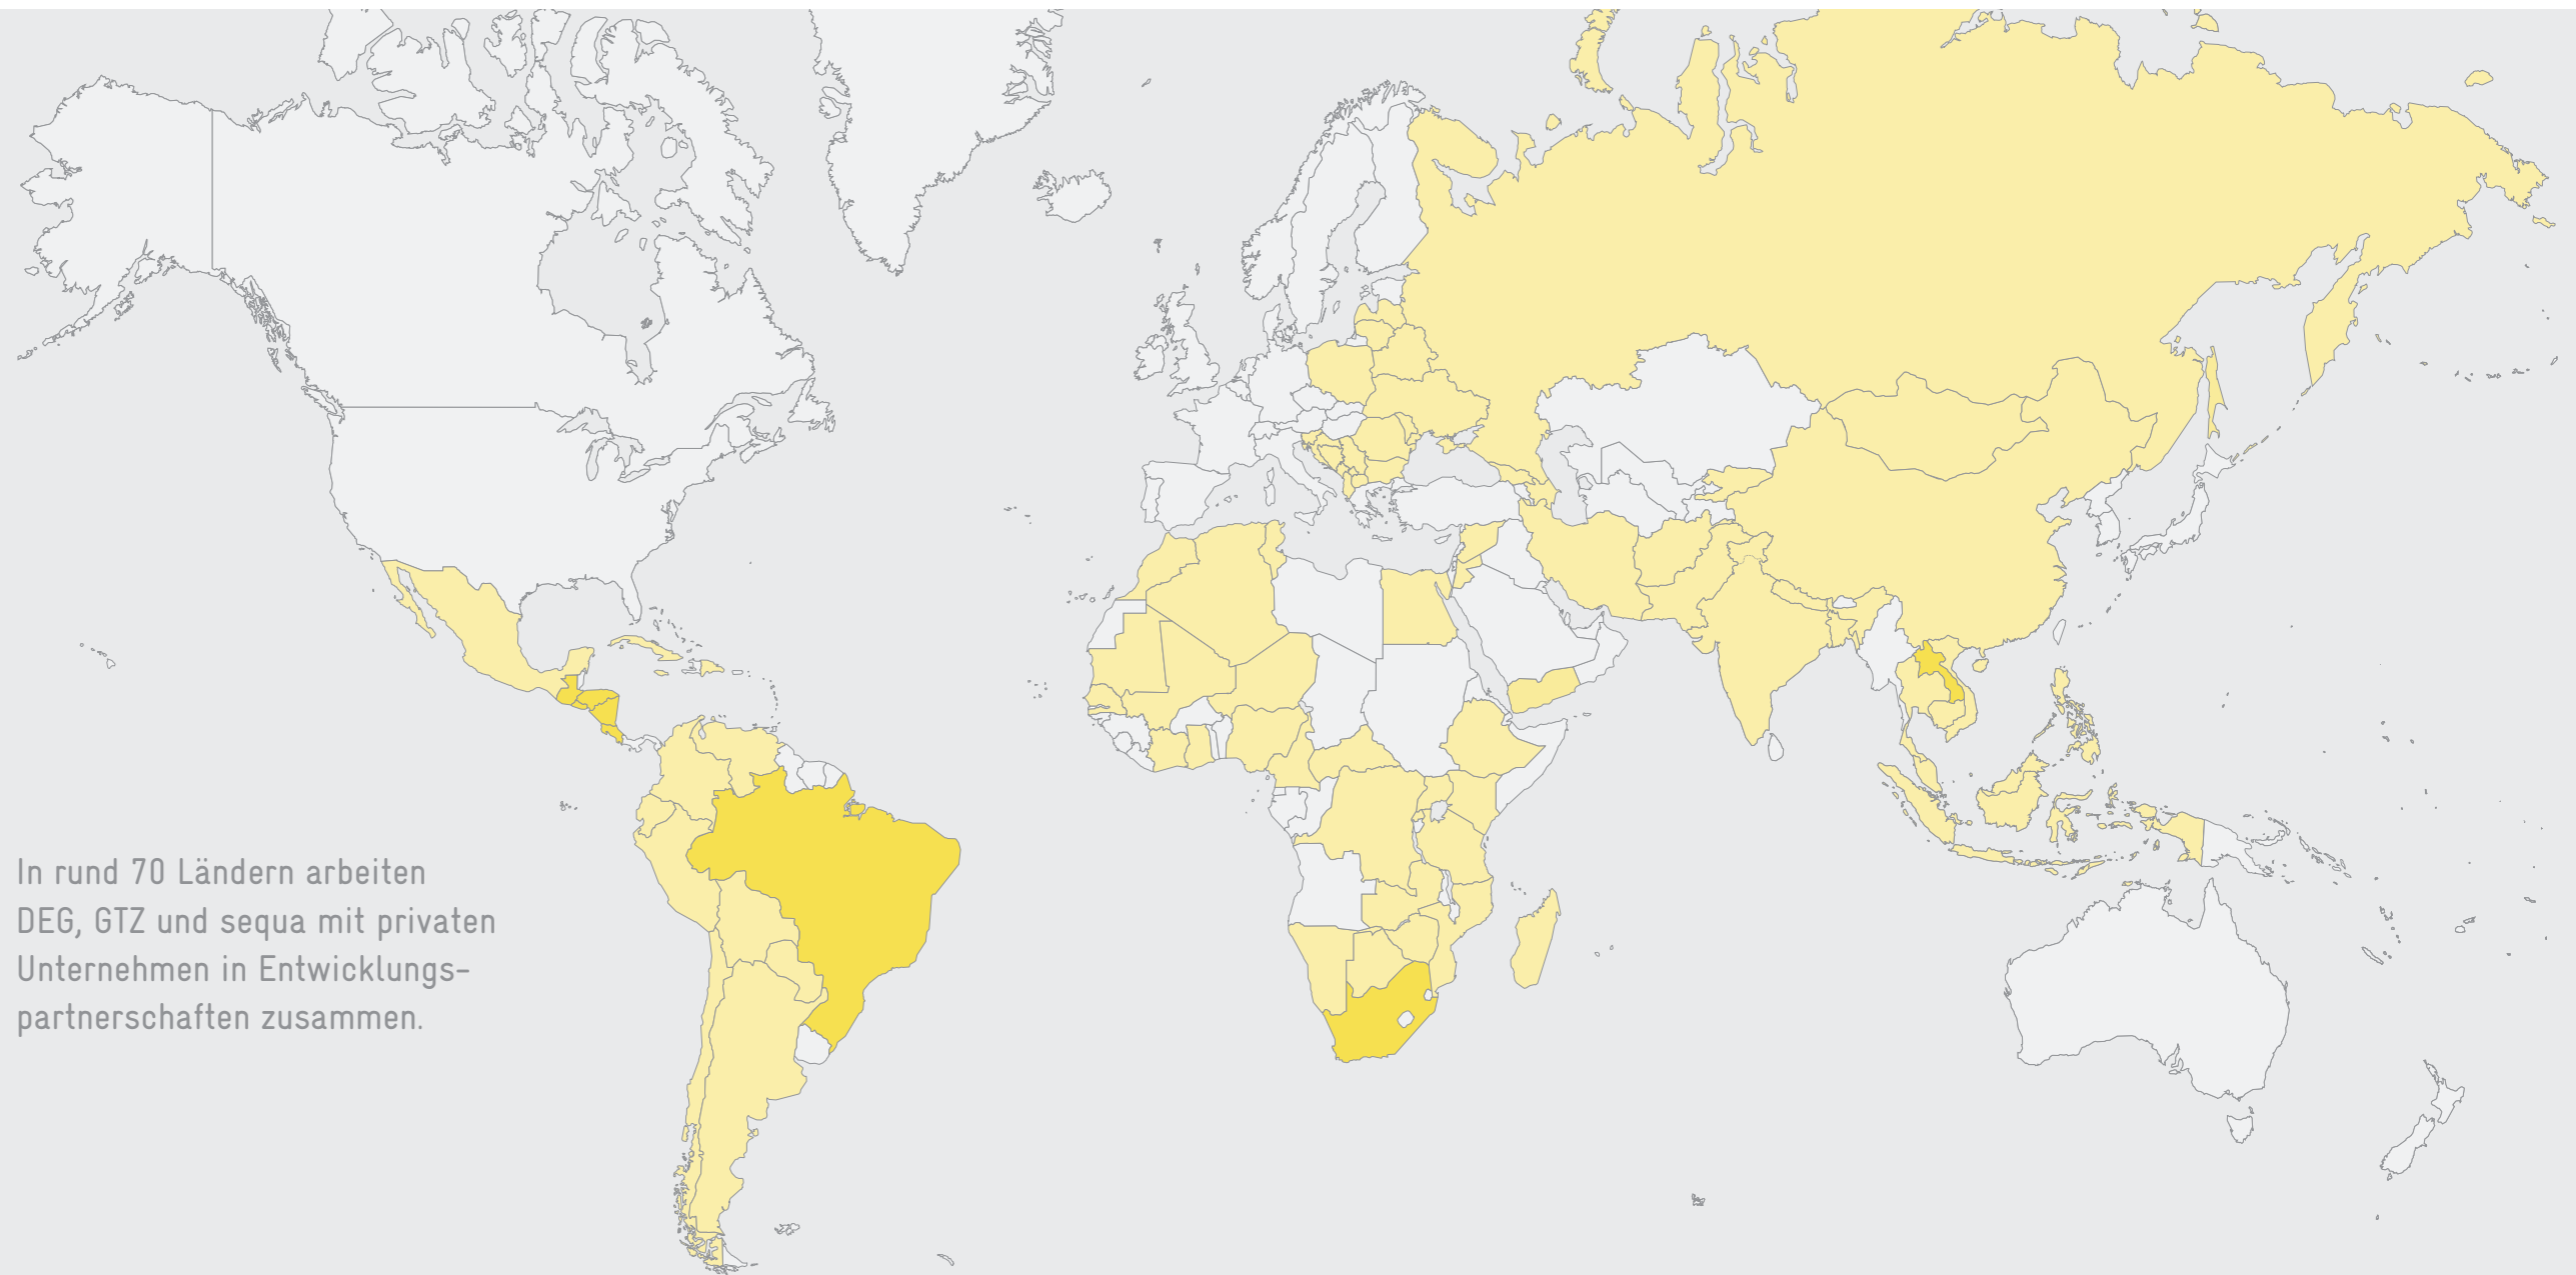 In rund 70 Ländern arbeiten
DEG, GTZ und sequa mit privaten
Unternehmen in Entwicklungs-
partnerschaften zusammen.